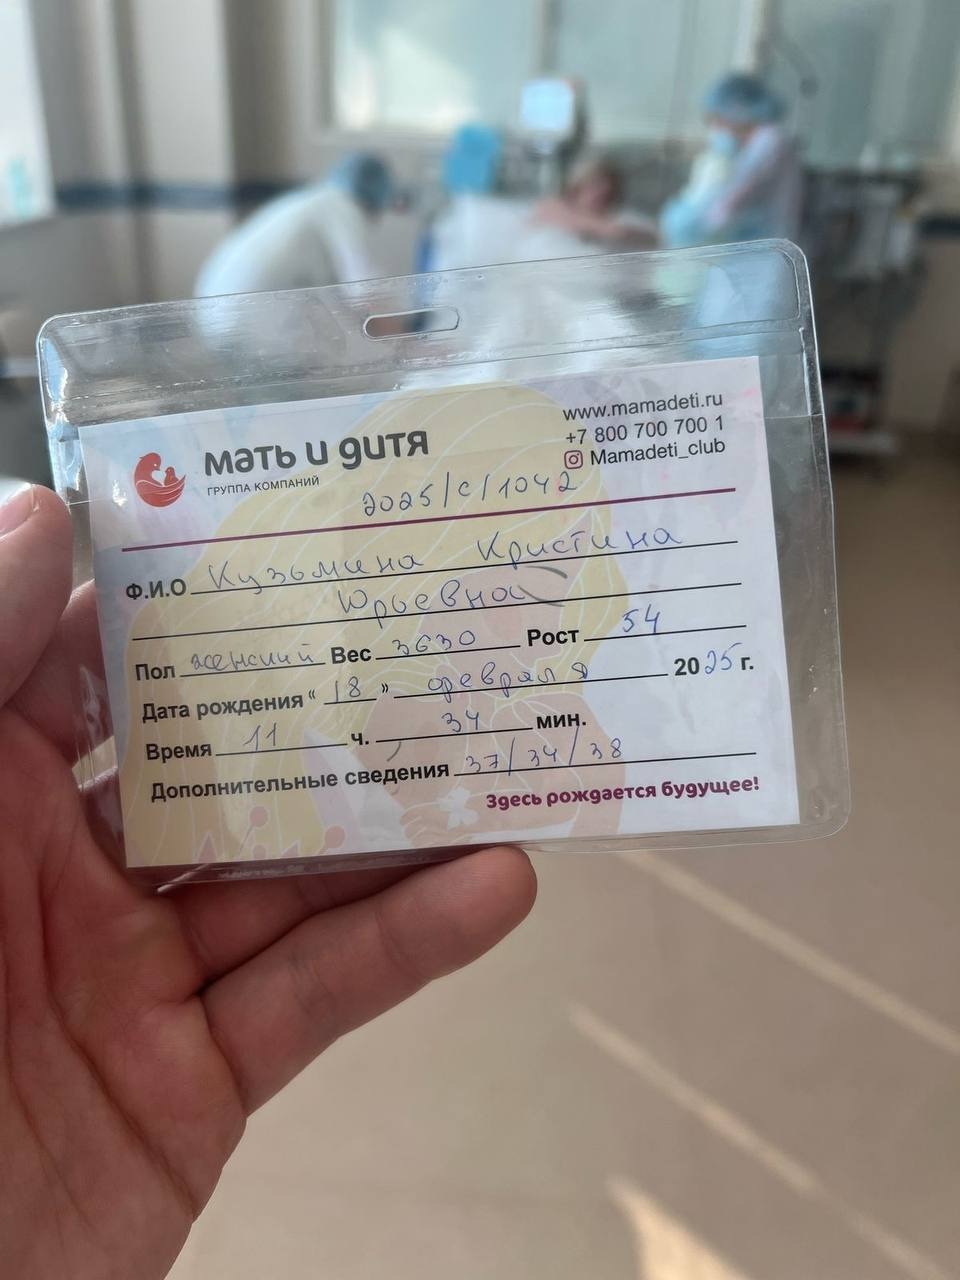 мать и дитя
ГРУППА КОМПАНИЙ
www.mamadeti.ru
+7 800 700 700 1
Mamadeti_club
2025/с/1042
Ф.И.О Кузьмина Кристина
Юрьевна
Пол женский Вес 3630 Рост 54
Дата рождения “ 18 ” февраля 2025 г.
Время 11 ч. 34 мин.
Дополнительные сведения 37/34/38
Здесь рождается будущее!